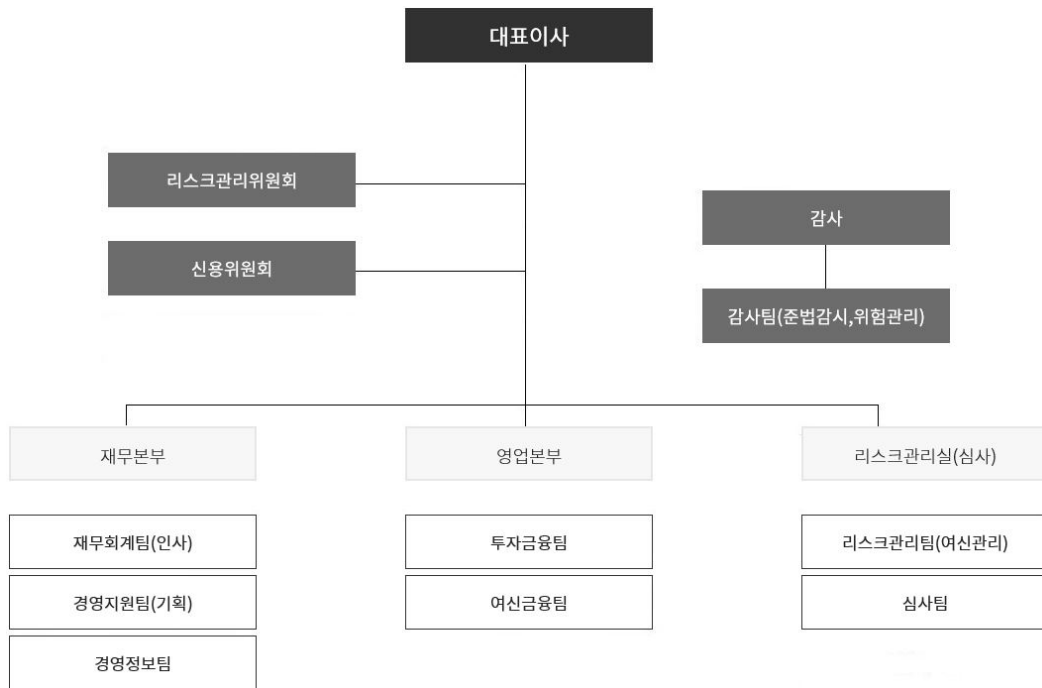 대표이사
리스크관리위원회
감사
신용위원회
감사팀(준법감시,위험관리)
재무본부
영업본부
리스크관리실(심사)
재무회계팀(인사)
투자금융팀
리스크관리팀(여신관리)
경영지원팀(기획)
여신금융팀
심사팀
경영정보팀